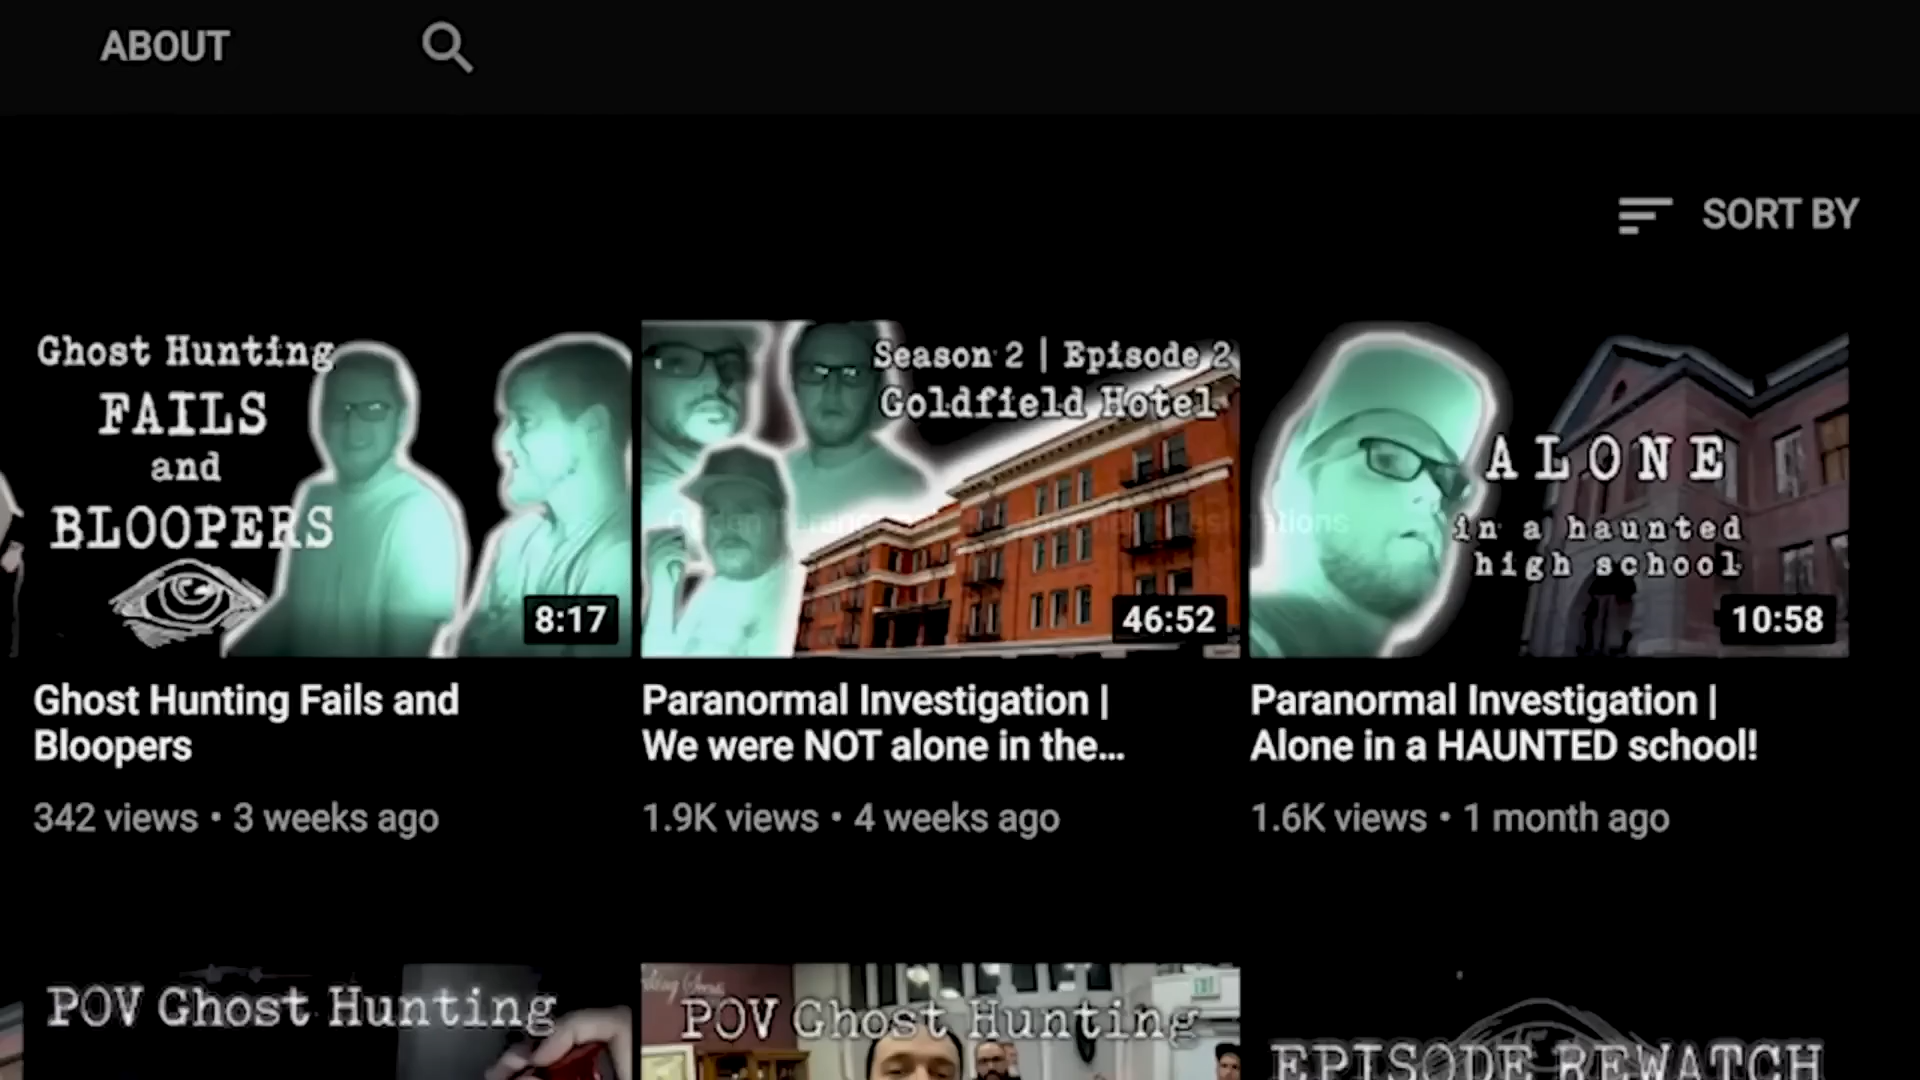 ABOUT
SORT BY
Ghost Hunting
FAILS
and
BLOOPERS
8:17
Season 2 | Episode 2
Goldfield Hotel
46:52
ALONE
in a haunted
high school
10:58
Ghost Hunting Fails and
Bloopers
342 views • 3 weeks ago
Paranormal Investigation |
We were NOT alone in the...
1.9K views • 4 weeks ago
Paranormal Investigation |
Alone in a HAUNTED school!
1.6K views • 1 month ago
POV Ghost Hunting
POV Ghost Hunting
EXIT
EPISODE REWATCH